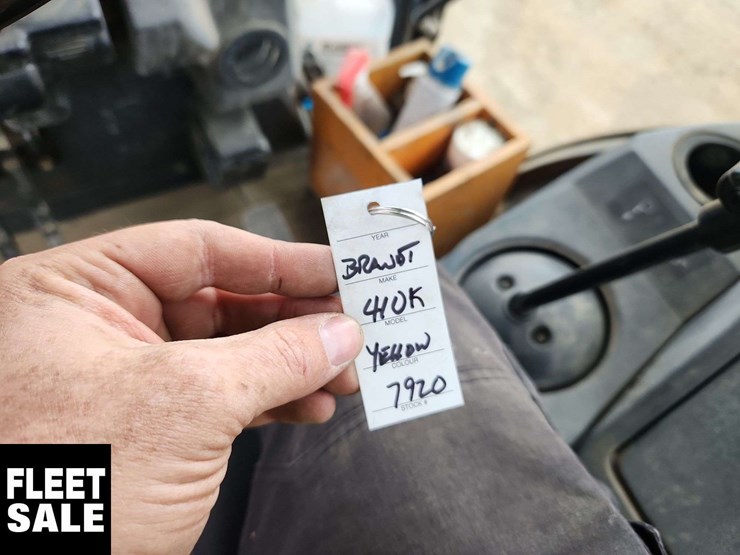 YEAR
BRANDT
MAKE
410K
MODEL
YELLOW
COLOUR
7920
STOCK #
FLEET
SALE